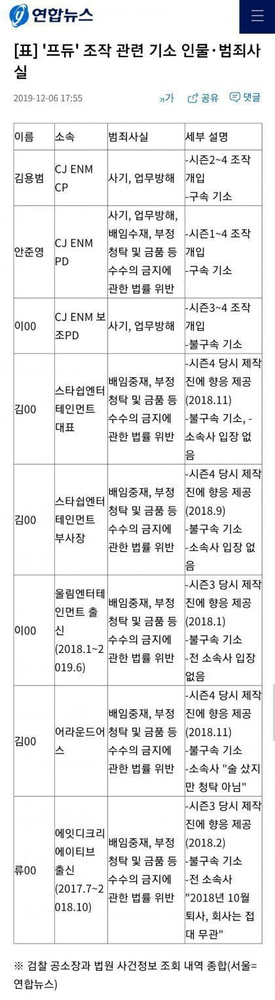 연합뉴스
[표] '프듀' 조작 관련 기소 인물·범죄사
실
2019-12-06 17:55
가가
공유
댓글
이름
소속
범죄사실
세부 설명
김용범
CJ ENM
CP
사기, 업무방해
-시즌2~4 조작
개입
-구속 기소
안준영
CJ ENM
PD
사기, 업무방해,
배임수재, 부정
청탁 및 금품 등
수수의 금지에
관한 법률 위반
-시즌1~4 조작
개입
-구속 기소
이00
CJ ENM 보
조PD
사기, 업무방해
-시즌3~4 조작
개입
-불구속 기소
김00
스타쉽엔터
테인먼트
대표
배임중재, 부정
청탁 및 금품 등
수수의 금지에
관한 법률 위반
-시즌4 당시 제작
진에 향응 제공
(2018.11)
-불구속 기소, -
소속사 입장 없
음
김00
스타쉽엔터
테인먼트
부사장
배임중재, 부정
청탁 및 금품 등
수수의 금지에
관한 법률 위반
-시즌4 당시 제작
진에 향응 제공
(2018.9)
-불구속 기소
-소속사 입장 없
음
이00
울림엔터테
인먼트 출
신
(2018.1~2
019.6)
배임중재, 부정
청탁 및 금품 등
수수의 금지에
관한 법률 위반
-시즌3 당시 제작
진에 향응 제공
(2018.1)
-불구속 기소
-전 소속사 입장
없음
김00
어라운드어
스
배임중재, 부정
청탁 및 금품 등
수수의 금지에
관한 법률 위반
-시즌4 당시 제작
진에 향응 제공
(2018.11)
-불구속 기소
-소속사 "술 샀지
만 청탁 아님"
류00
에잇디크리
에이티브
출신
(2017.7~2
018.10)
배임중재, 부정
청탁 및 금품 등
수수의 금지에
관한 법률 위반
-시즌3 당시 제작
진에 향응 제공
(2018.2)
-불구속 기소
-전 소속사
"2018년 10월
퇴사, 회사는 접
대 무관"
※ 검찰 공소장과 법원 사건정보 조회 내역 종합(서울=
연합뉴스)